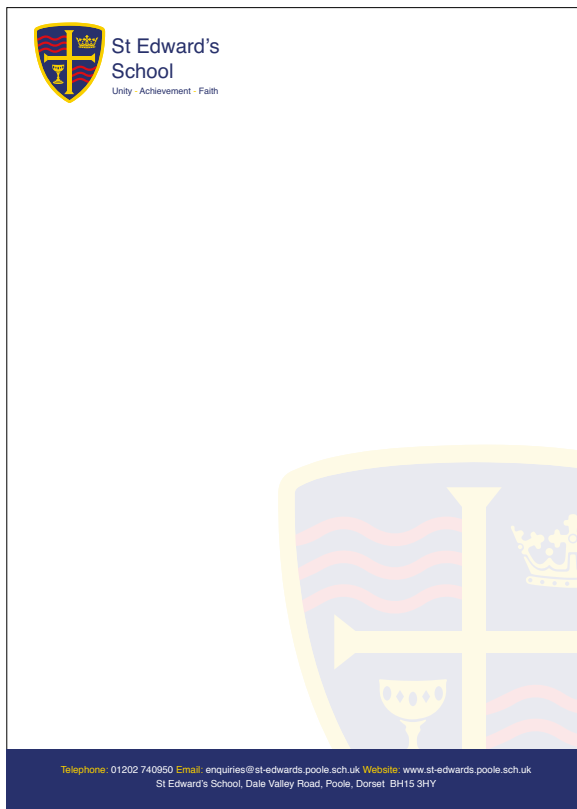 St Edward's
School
Unity · Achievement · Faith
Telephone: 01202 740950 Email: enquiries@st-edwards.poole.sch.uk Website: www.st-edwards.poole.sch.uk
St Edward's School, Dale Valley Road, Poole, Dorset BH15 3HY